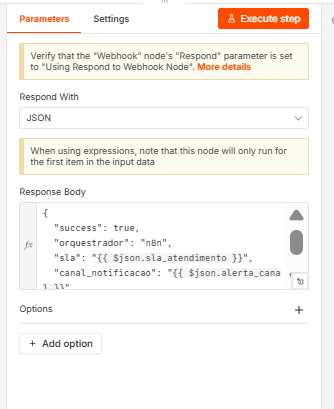 Parameters
Settings
Execute step
Verify that the "Webhook" node's "Respond" parameter is set
to "Using Respond to Webhook Node". More details
Respond With
JSON
When using expressions, note that this node will only run for
the first item in the input data
Response Body
fx
{
"success": true,
"orquestrador": "n8n",
"sla": "{{ $json.sla_atendimento }}",
"canal_notificacao": "{{ $json.alerta_cana
l }}"
Options
Add option